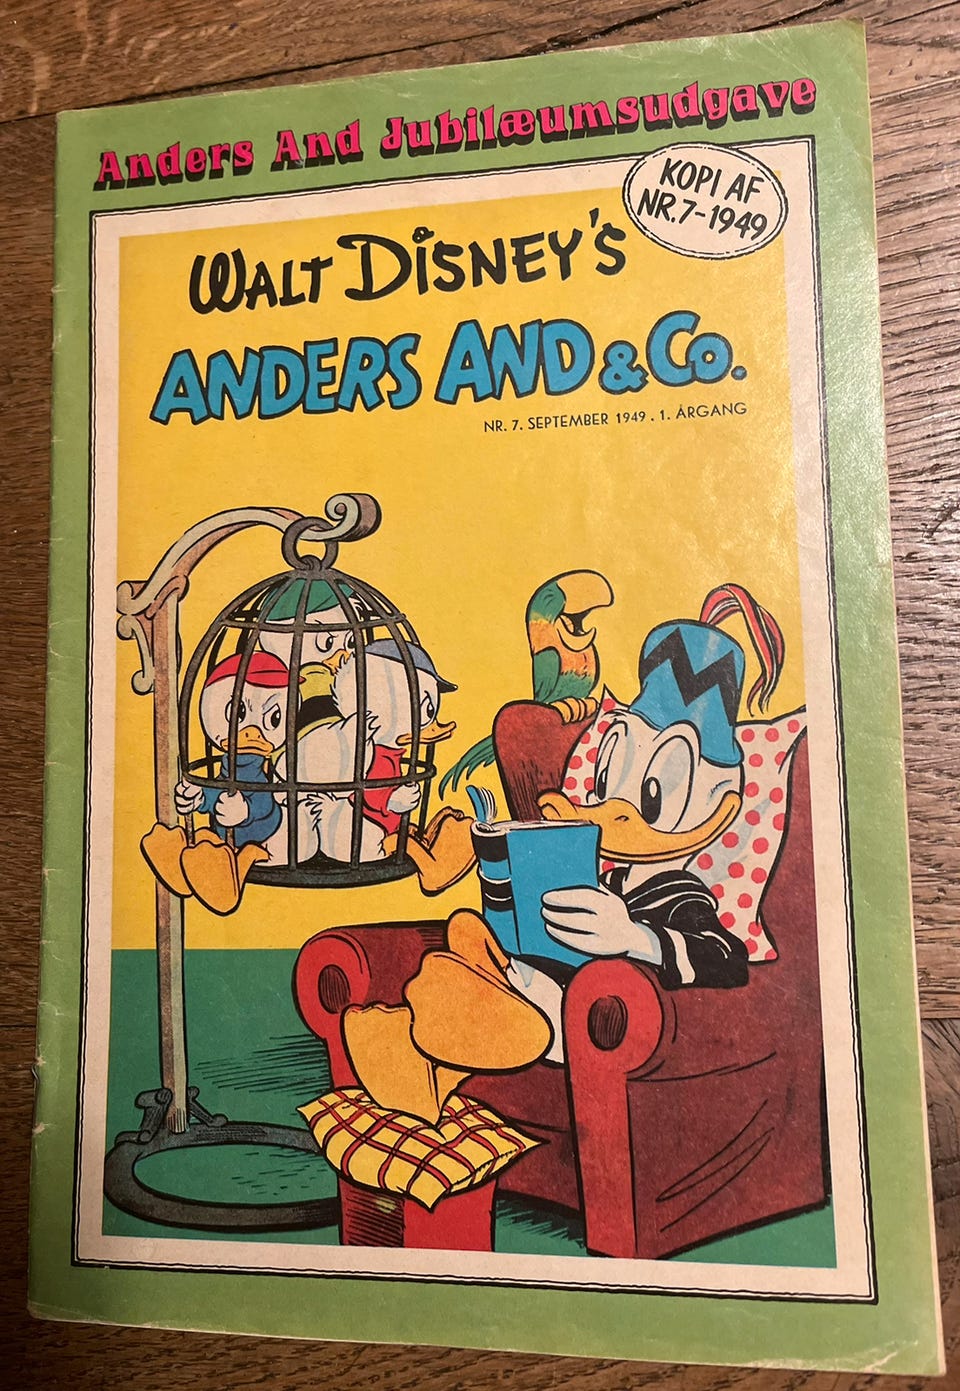 Anders And Jubilæumsudgave
KOPI AF
NR.7-1949
WALT DISNEY'S
ANDERS AND & Co.
NR. 7. SEPTEMBER 1949 . 1. ÅRGANG